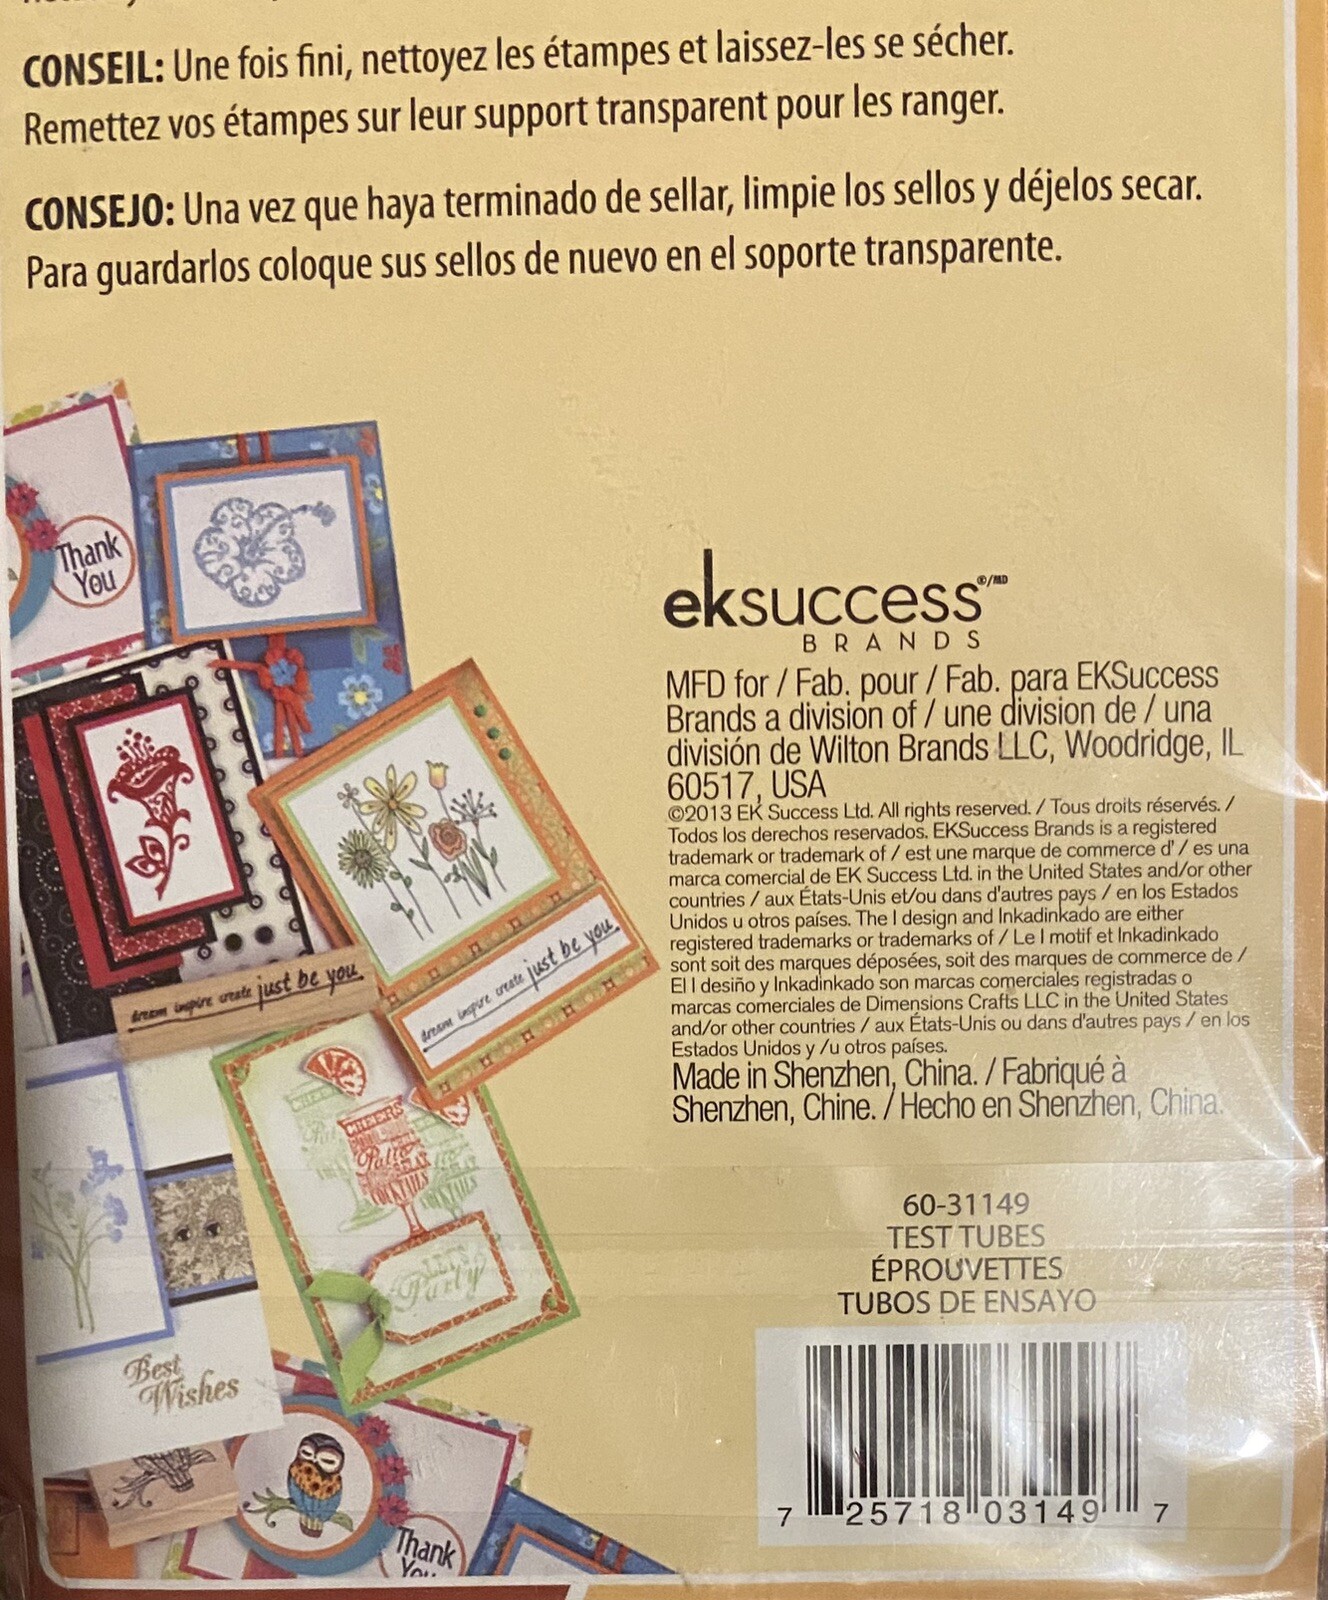 CONSEIL: Une fois fini, nettoyez les étampes et laissez-les se sécher.
Remettez vos étampes sur leur support transparent pour les ranger.
CONSEJO: Una vez que haya terminado de sellar, limpie los sellos y déjelos secar.
Para guardarlos coloque sus sellos de nuevo en el soporte transparente.
Thank
You
dream inspire create just be you
dream inspire create just be you
CHEERS
Patio
COCKTAILS
LET'S
Party
Best
Wishes
Thank
You
eksuccess ©/MD
BRANDS
MFD for / Fab. pour / Fab. para EKSuccess
Brands a division of / une division de / una
división de Wilton Brands LLC, Woodridge, IL
60517, USA
©2013 EK Success Ltd. All rights reserved. / Tous droits réservés. /
Todos los derechos reservados. EKSuccess Brands is a registered
trademark or trademark of / est une marque de commerce d' / es una
marca comercial de EK Success Ltd. in the United States and/or other
countries / aux États-Unis et/ou dans d'autres pays / en los Estados
Unidos u otros países. The I design and Inkadinkado are either
registered trademarks or trademarks of / Le I motif et Inkadinkado
sont soit des marques déposées, soit des marques de commerce de /
El I desiño y Inkadinkado son marcas comerciales registradas o
marcas comerciales de Dimensions Crafts LLC in the United States
and/or other countries / aux États-Unis ou dans d'autres pays / en los
Estados Unidos y /u otros países.
Made in Shenzhen, China. / Fabriqué à
Shenzhen, Chine. / Hecho en Shenzhen, China.
60-31149
TEST TUBES
ÉPROUVETTES
TUBOS DE ENSAYO
7 25718 03149 7